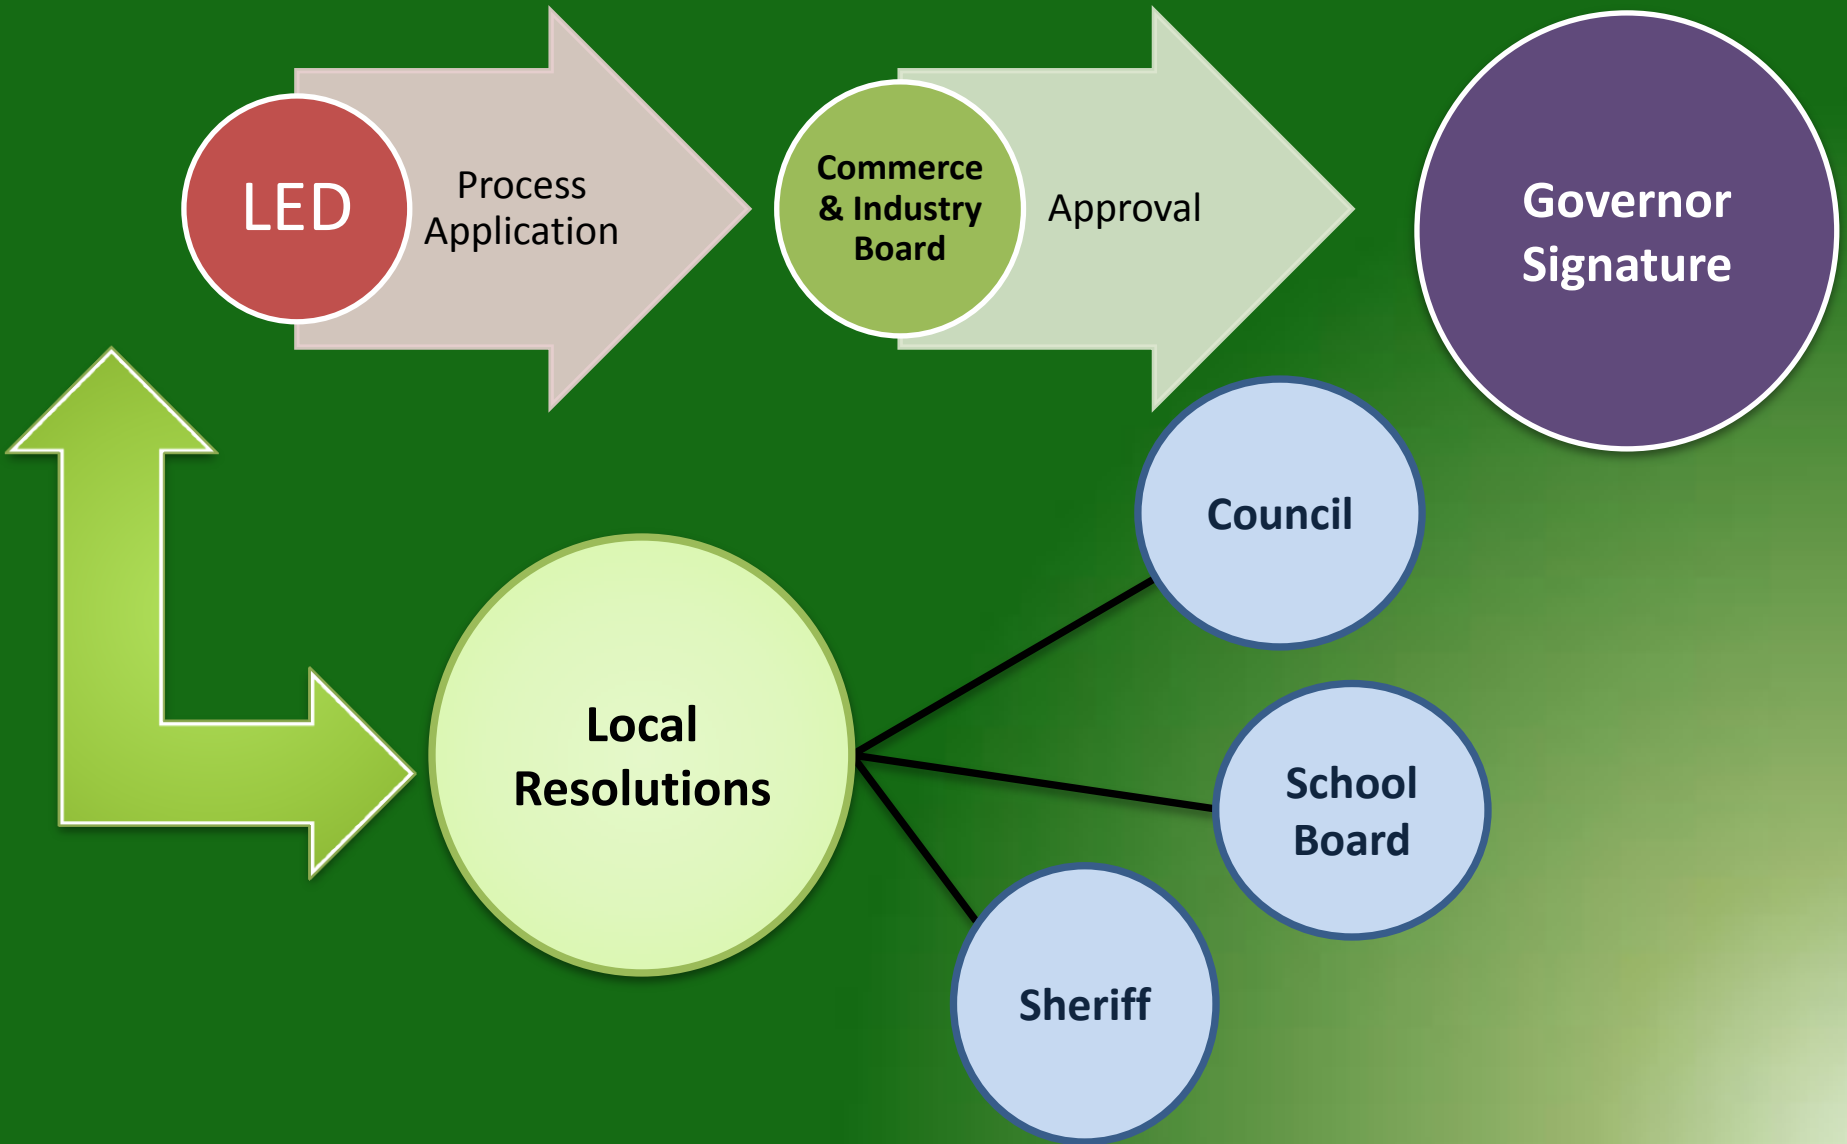 LED
Process
Application
Commerce
& Industry
Board
Approval
Governor
Signature
Council
Local
Resolutions
School
Board
Sheriff